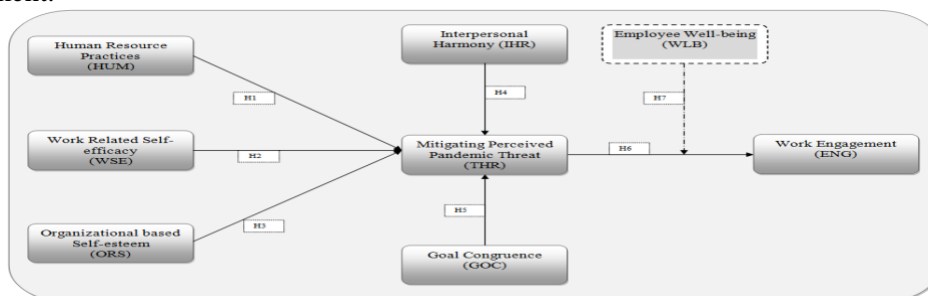 Human Resource
Practices
(HUM)
Interpersonal
Harmony (IHR)
Employee Well-being
(WLB)
H1
H4
H7
Work Related Self-
efficacy
(WSE)
H2
Mitigating Perceived
Pandemic Threat
(THR)
H6
Work Engagement
(ENG)
H3
H5
Organizational based
Self-esteem
(ORS)
Goal Congruence
(GOC)